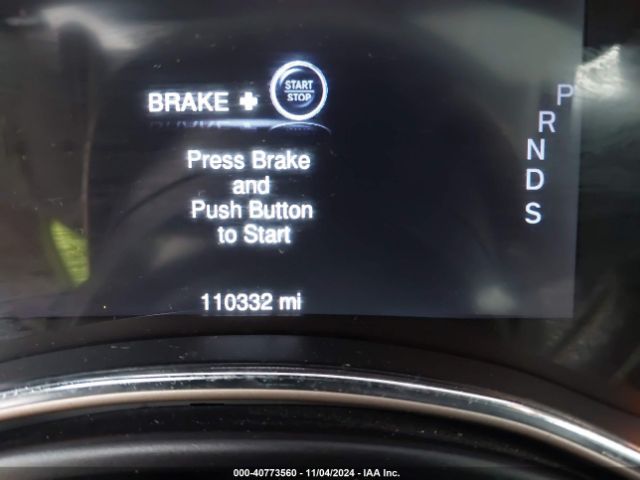 BRAKE + START STOP
Press Brake
and
Push Button
to Start
110332 mi
P
R
N
D
S
000-40773560 - 11/04/2024 - IAA Inc.